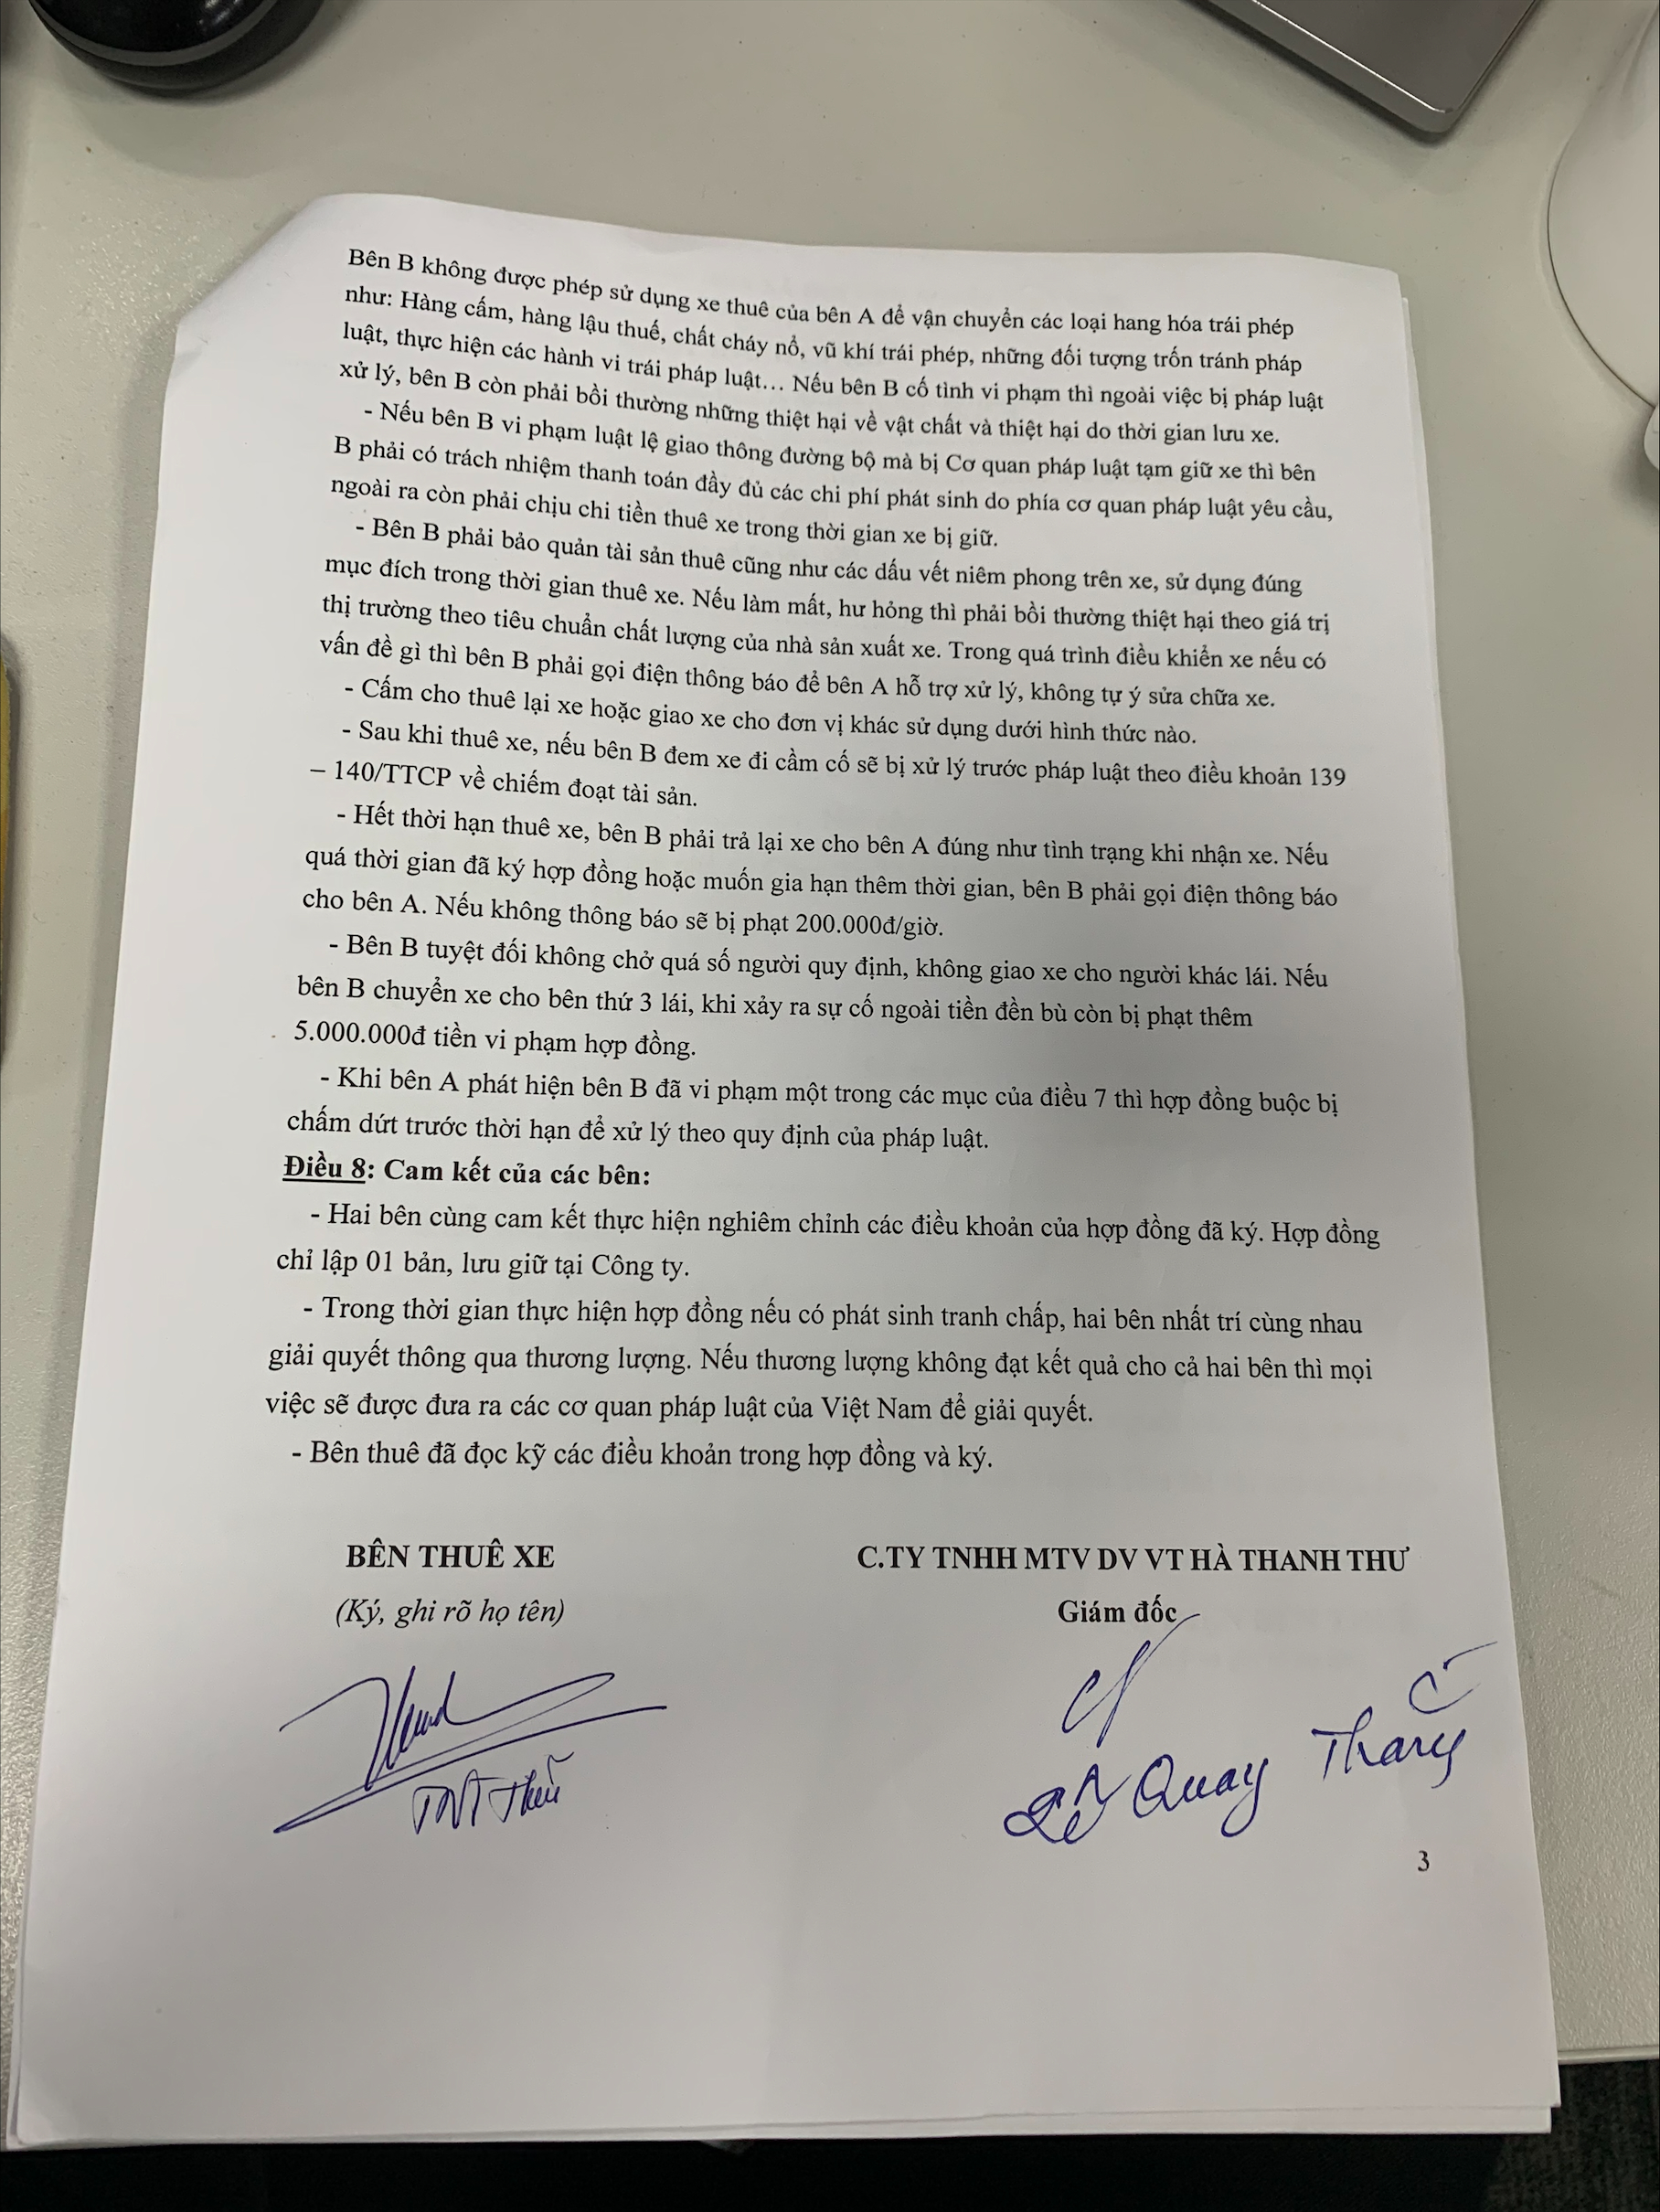 Bên B không được phép sử dụng xe thuê của bên A để vận chuyển các loại hang hóa trái phép
như: Hàng cấm, hàng lậu thuế, chất cháy nổ, vũ khí trái phép, những đối tượng trốn tránh pháp
luật, thực hiện các hành vi trái pháp luật… Nếu bên B cố tình vi phạm thì ngoài việc bị pháp luật
xử lý, bên B còn phải bồi thường những thiệt hại về vật chất và thiệt hại do thời gian lưu xe.
- Nếu bên B vi phạm luật lệ giao thông đường bộ mà bị Cơ quan pháp luật tạm giữ xe thì bên
B phải có trách nhiệm thanh toán đầy đủ các chi phí phát sinh do phía cơ quan pháp luật yêu cầu,
ngoài ra còn phải chịu chi tiền thuê xe trong thời gian xe bị giữ.
- Bên B phải bảo quản tài sản thuê cũng như các dấu vết niêm phong trên xe, sử dụng đúng
mục đích trong thời gian thuê xe. Nếu làm mất, hư hỏng thì phải bồi thường thiệt hại theo giá trị
thị trường theo tiêu chuẩn chất lượng của nhà sản xuất xe. Trong quá trình điều khiển xe nếu có
vấn đề gì thì bên B phải gọi điện thông báo để bên A hỗ trợ xử lý, không tự ý sửa chữa xe.
- Cấm cho thuê lại xe hoặc giao xe cho đơn vị khác sử dụng dưới hình thức nào.
- Sau khi thuê xe, nếu bên B đem xe đi cầm cố sẽ bị xử lý trước pháp luật theo điều khoản 139
– 140/TTCP về chiếm đoạt tài sản.
- Hết thời hạn thuê xe, bên B phải trả lại xe cho bên A đúng như tình trạng khi nhận xe. Nếu
quá thời gian đã ký hợp đồng hoặc muốn gia hạn thêm thời gian, bên B phải gọi điện thông báo
cho bên A. Nếu không thông báo sẽ bị phạt 200.000đ/giờ.
- Bên B tuyệt đối không chở quá số người quy định, không giao xe cho người khác lái. Nếu
bên B chuyển xe cho bên thứ 3 lái, khi xảy ra sự cố ngoài tiền đền bù còn bị phạt thêm
5.000.000đ tiền vi phạm hợp đồng.
- Khi bên A phát hiện bên B đã vi phạm một trong các mục của điều 7 thì hợp đồng buộc bị
chấm dứt trước thời hạn để xử lý theo quy định của pháp luật.
Điều 8: Cam kết của các bên:
- Hai bên cùng cam kết thực hiện nghiêm chỉnh các điều khoản của hợp đồng đã ký. Hợp đồng
chỉ lập 01 bản, lưu giữ tại Công ty.
- Trong thời gian thực hiện hợp đồng nếu có phát sinh tranh chấp, hai bên nhất trí cùng nhau
giải quyết thông qua thương lượng. Nếu thương lượng không đạt kết quả cho cả hai bên thì mọi
việc sẽ được đưa ra các cơ quan pháp luật của Việt Nam để giải quyết.
- Bên thuê đã đọc kỹ các điều khoản trong hợp đồng và ký.
BÊN THUÊ XE
(Ký, ghi rõ họ tên)
C.TY TNHH MTV DV VT HÀ THANH THƯ
Giám đốc
Lê Quay
3